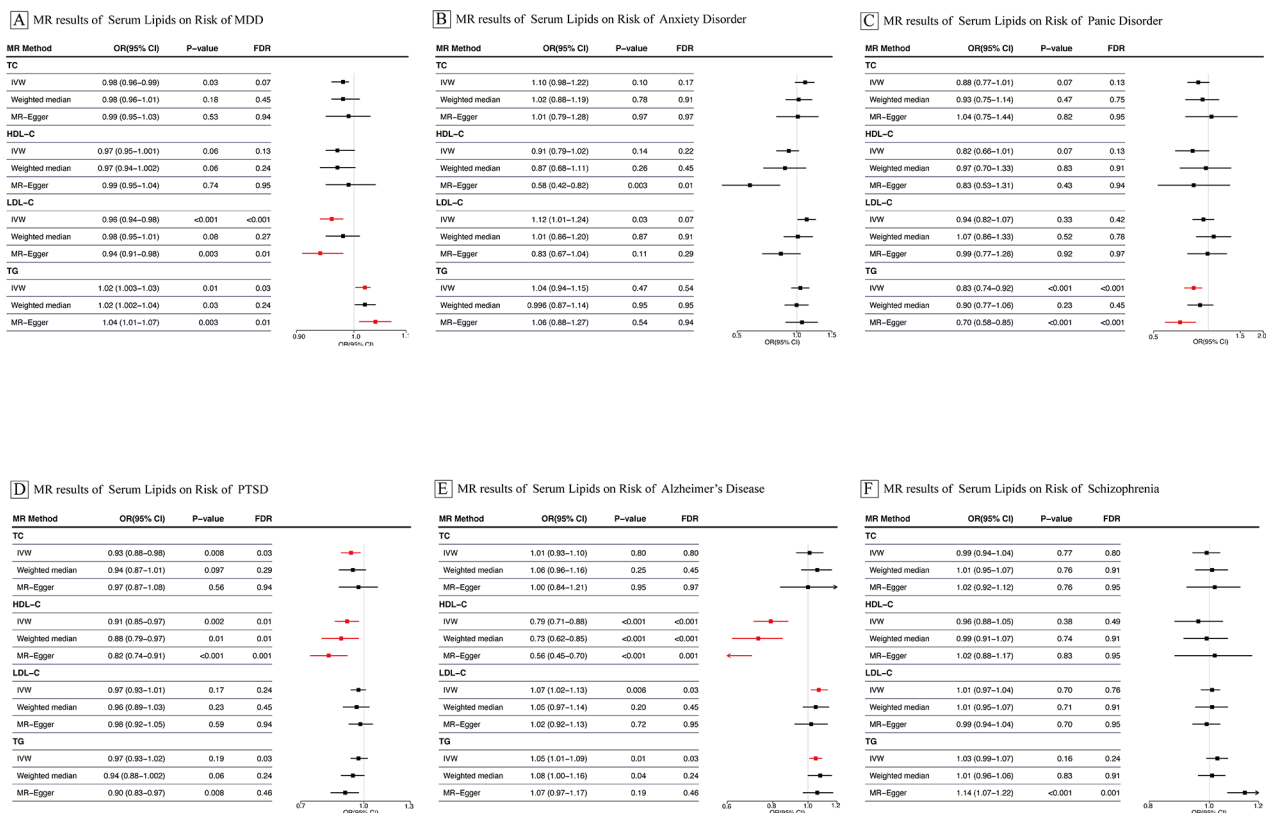 A MR results of Serum Lipids on Risk of MDD
MR Method OR(95% CI) P-value FDR
TC
IVW 0.98 (0.96-0.99) 0.03 0.07
Weighted median 0.98 (0.96-1.01) 0.18 0.45
MR-Egger 0.99 (0.95-1.03) 0.53 0.94
HDL-C
IVW 0.97 (0.95-1.001) 0.06 0.13
Weighted median 0.97 (0.94-1.002) 0.06 0.24
MR-Egger 0.99 (0.95-1.04) 0.74 0.95
LDL-C
IVW 0.96 (0.94-0.98) <0.001 <0.001
Weighted median 0.98 (0.95-1.01) 0.08 0.27
MR-Egger 0.94 (0.91-0.98) 0.003 0.01
TG
IVW 1.02 (1.003-1.03) 0.01 0.03
Weighted median 1.02 (1.002-1.04) 0.03 0.24
MR-Egger 1.04 (1.01-1.07) 0.003 0.01
0.90 1.0 1.1
OR(95% CI)
B MR results of Serum Lipids on Risk of Anxiety Disorder
MR Method OR(95% CI) P-value FDR
TC
IVW 1.10 (0.98-1.22) 0.10 0.17
Weighted median 1.02 (0.88-1.19) 0.78 0.91
MR-Egger 1.01 (0.79-1.28) 0.97 0.97
HDL-C
IVW 0.91 (0.79-1.02) 0.14 0.22
Weighted median 0.87 (0.68-1.11) 0.26 0.45
MR-Egger 0.58 (0.42-0.82) 0.003 0.01
LDL-C
IVW 1.12 (1.01-1.24) 0.03 0.07
Weighted median 1.01 (0.86-1.20) 0.87 0.91
MR-Egger 0.83 (0.67-1.04) 0.11 0.29
TG
IVW 1.04 (0.94-1.15) 0.47 0.54
Weighted median 0.996 (0.87-1.14) 0.95 0.95
MR-Egger 1.06 (0.88-1.27) 0.54 0.94
0.5 1.0 1.5
OR(95% CI)
C MR results of Serum Lipids on Risk of Panic Disorder
MR Method OR(95% CI) P-value FDR
TC
IVW 0.88 (0.77-1.01) 0.07 0.13
Weighted median 0.93 (0.75-1.14) 0.47 0.75
MR-Egger 1.04 (0.75-1.44) 0.82 0.95
HDL-C
IVW 0.82 (0.66-1.01) 0.07 0.13
Weighted median 0.97 (0.70-1.33) 0.83 0.91
MR-Egger 0.83 (0.53-1.31) 0.43 0.94
LDL-C
IVW 0.94 (0.82-1.07) 0.33 0.42
Weighted median 1.07 (0.86-1.33) 0.52 0.78
MR-Egger 0.99 (0.77-1.26) 0.92 0.97
TG
IVW 0.83 (0.74-0.92) <0.001 <0.001
Weighted median 0.90 (0.77-1.06) 0.23 0.45
MR-Egger 0.70 (0.58-0.85) <0.001 <0.001
0.5 1.5 2.0
OR(95% CI)
D MR results of Serum Lipids on Risk of PTSD
MR Method OR(95% CI) P-value FDR
TC
IVW 0.93 (0.88-0.98) 0.008 0.03
Weighted median 0.94 (0.87-1.01) 0.097 0.29
MR-Egger 0.97 (0.87-1.08) 0.56 0.94
HDL-C
IVW 0.91 (0.85-0.97) 0.002 0.01
Weighted median 0.88 (0.79-0.97) 0.01 0.01
MR-Egger 0.82 (0.74-0.91) <0.001 0.001
LDL-C
IVW 0.97 (0.93-1.01) 0.17 0.24
Weighted median 0.96 (0.89-1.03) 0.23 0.45
MR-Egger 0.98 (0.92-1.05) 0.59 0.94
TG
IVW 0.97 (0.93-1.02) 0.19 0.03
Weighted median 0.94 (0.88-1.002) 0.06 0.24
MR-Egger 0.90 (0.83-0.97) 0.008 0.46
0.7 1.0 1.3
OR(95% CI)
E MR results of Serum Lipids on Risk of Alzheimer's Disease
MR Method OR(95% CI) P-value FDR
TC
IVW 1.01 (0.93-1.10) 0.80 0.80
Weighted median 1.06 (0.96-1.16) 0.25 0.45
MR-Egger 1.00 (0.84-1.21) 0.95 0.97
HDL-C
IVW 0.79 (0.71-0.88) <0.001 <0.001
Weighted median 0.73 (0.62-0.85) <0.001 <0.001
MR-Egger 0.56 (0.45-0.70) <0.001 0.001
LDL-C
IVW 1.07 (1.02-1.13) 0.006 0.03
Weighted median 1.05 (0.97-1.14) 0.20 0.45
MR-Egger 1.02 (0.92-1.13) 0.72 0.95
TG
IVW 1.05 (1.01-1.09) 0.01 0.03
Weighted median 1.08 (1.00-1.16) 0.04 0.24
MR-Egger 1.07 (0.97-1.17) 0.19 0.46
0.6 0.8 1.0 1.2
OR(95% CI)
F MR results of Serum Lipids on Risk of Schizophrenia
MR Method OR(95% CI) P-value FDR
TC
IVW 0.99 (0.94-1.04) 0.77 0.80
Weighted median 1.01 (0.95-1.07) 0.76 0.91
MR-Egger 1.02 (0.92-1.12) 0.76 0.95
HDL-C
IVW 0.96 (0.88-1.05) 0.38 0.49
Weighted median 0.99 (0.91-1.07) 0.74 0.91
MR-Egger 1.02 (0.88-1.17) 0.83 0.95
LDL-C
IVW 1.01 (0.97-1.04) 0.70 0.76
Weighted median 1.01 (0.95-1.07) 0.71 0.91
MR-Egger 0.99 (0.94-1.04) 0.70 0.95
TG
IVW 1.03 (0.99-1.07) 0.16 0.24
Weighted median 1.01 (0.96-1.06) 0.83 0.91
MR-Egger 1.14 (1.07-1.22) <0.001 0.001
0.8 1.0 1.2
OR(95% CI)